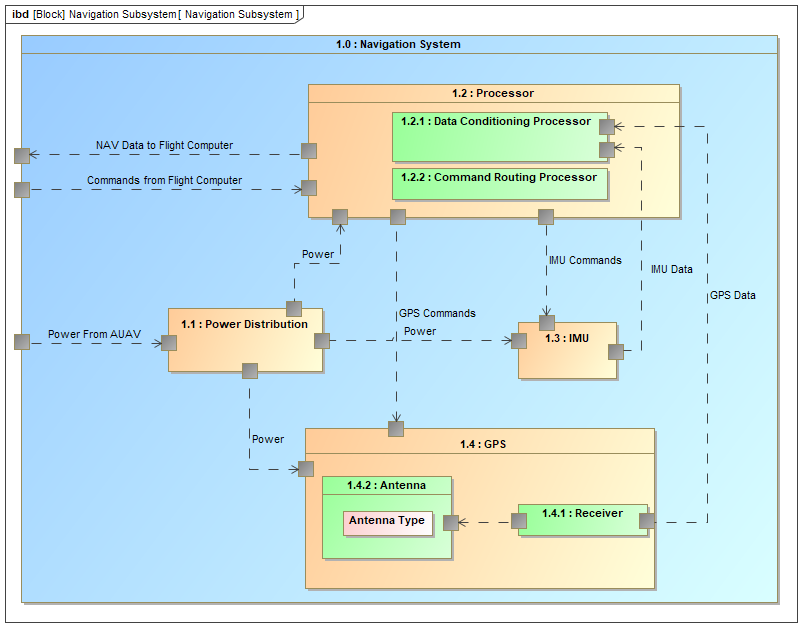 ibd [Block] Navigation Subsystem[ Navigation Subsystem ]
1.0 : Navigation System
1.2 : Processor
1.2.1 : Data Conditioning Processor
NAV Data to Flight Computer
1.2.2 : Command Routing Processor
Commands from Flight Computer
Power
IMU Commands
IMU Data
GPS Data
GPS Commands
1.1 : Power Distribution
Power From AUAV
Power
1.3 : IMU
Power
1.4 : GPS
1.4.2 : Antenna
Antenna Type
1.4.1 : Receiver